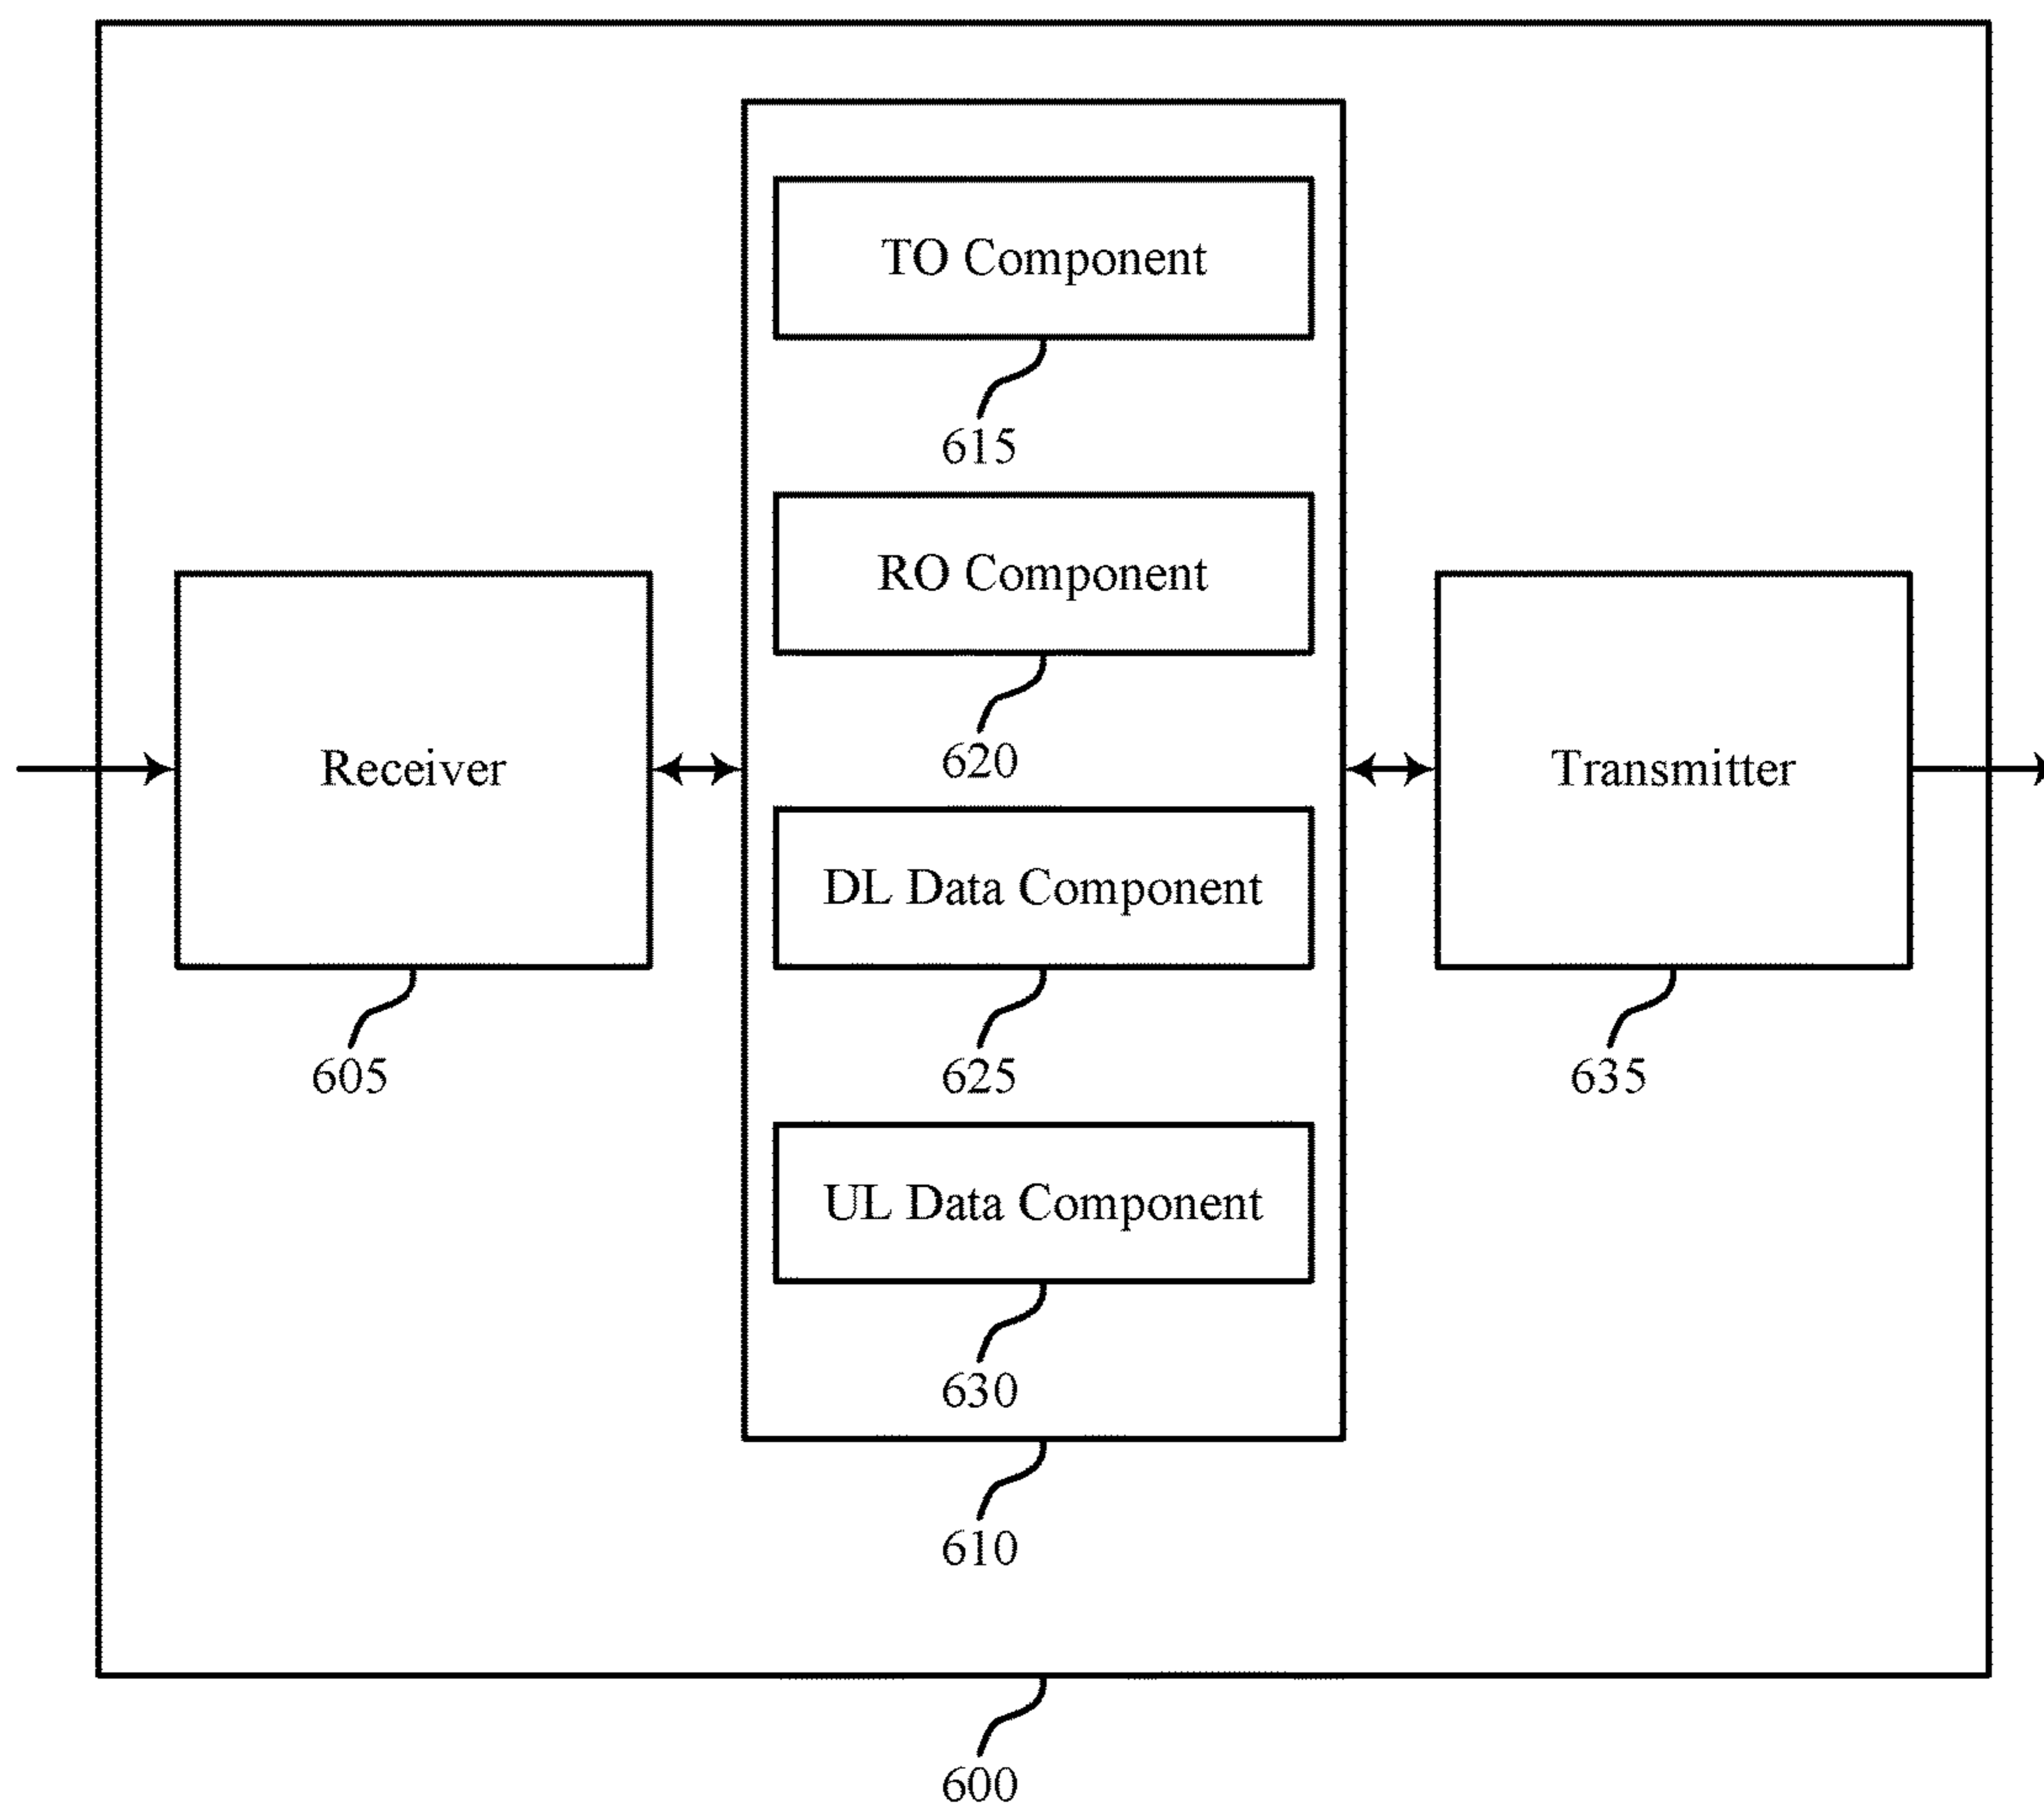 TO Component
615
RO Component
620
Receiver
605
DL Data Component
625
UL Data Component
630
610
Transmitter
635
600